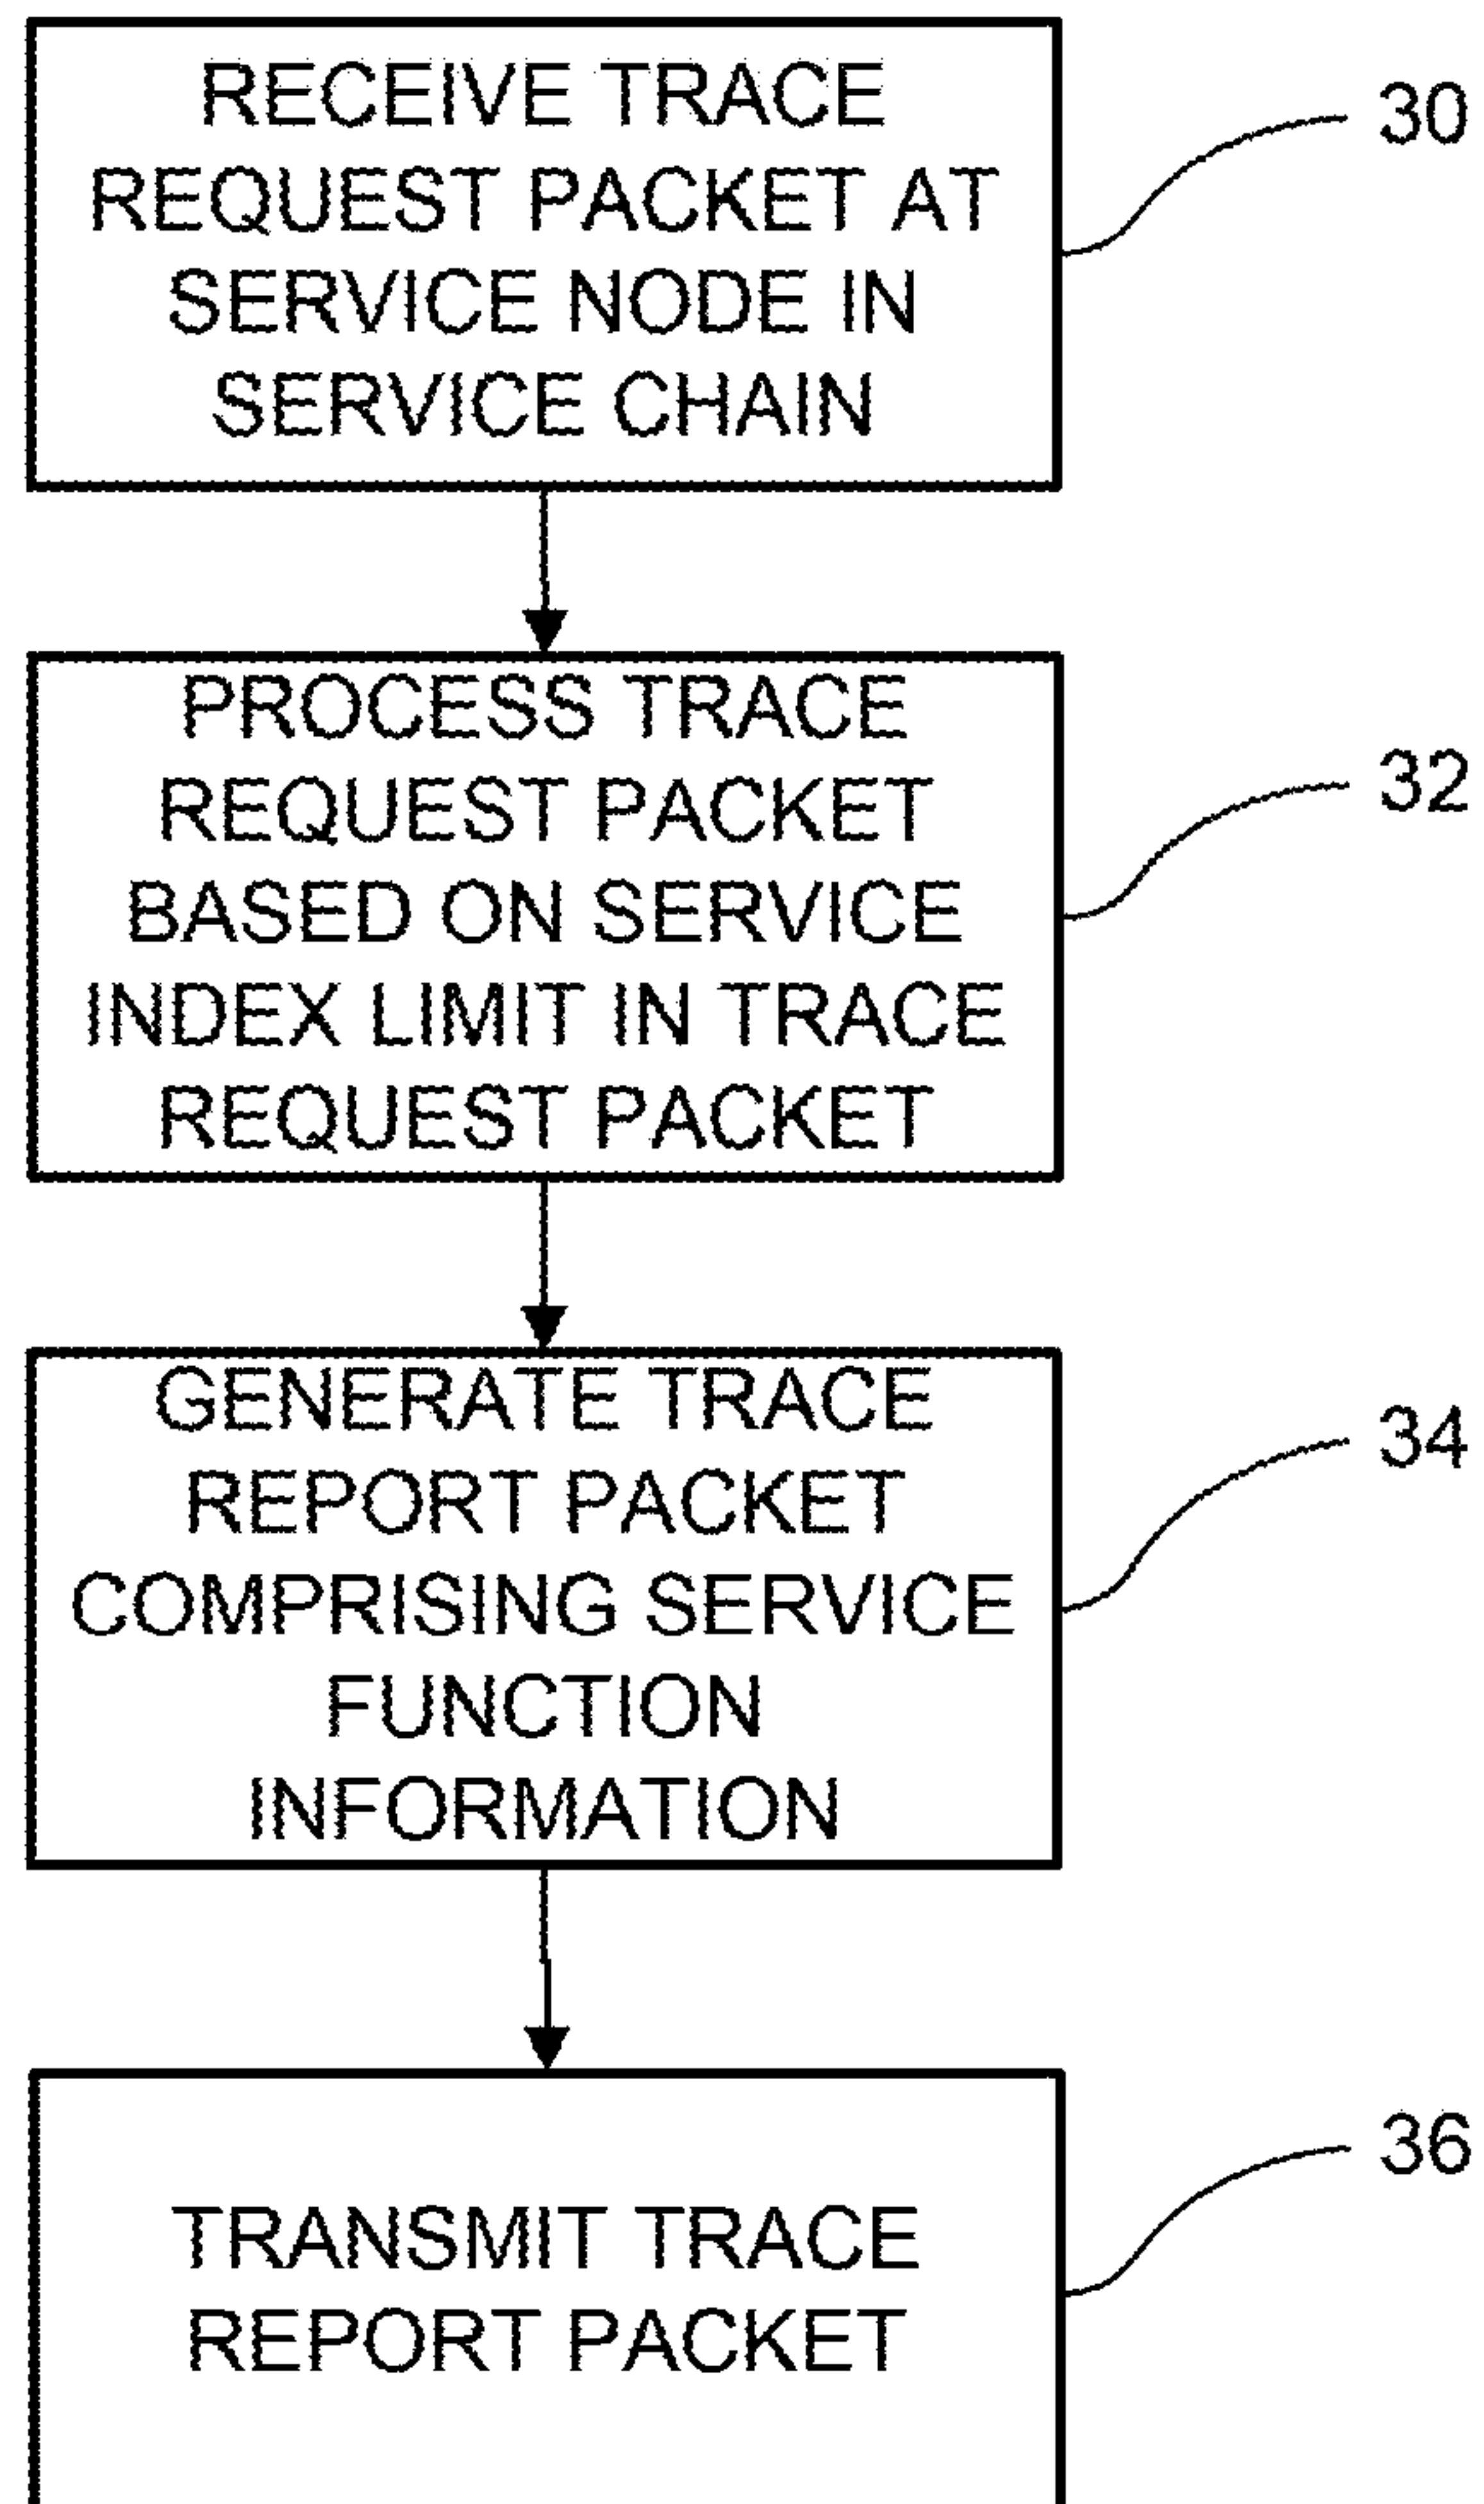 RECEIVE TRACE
REQUEST PACKET AT
SERVICE NODE IN
SERVICE CHAIN
30
PROCESS TRACE
REQUEST PACKET
BASED ON SERVICE
INDEX LIMIT IN TRACE
REQUEST PACKET
32
GENERATE TRACE
REPORT PACKET
COMPRISING SERVICE
FUNCTION
INFORMATION
34
TRANSMIT TRACE
REPORT PACKET
36